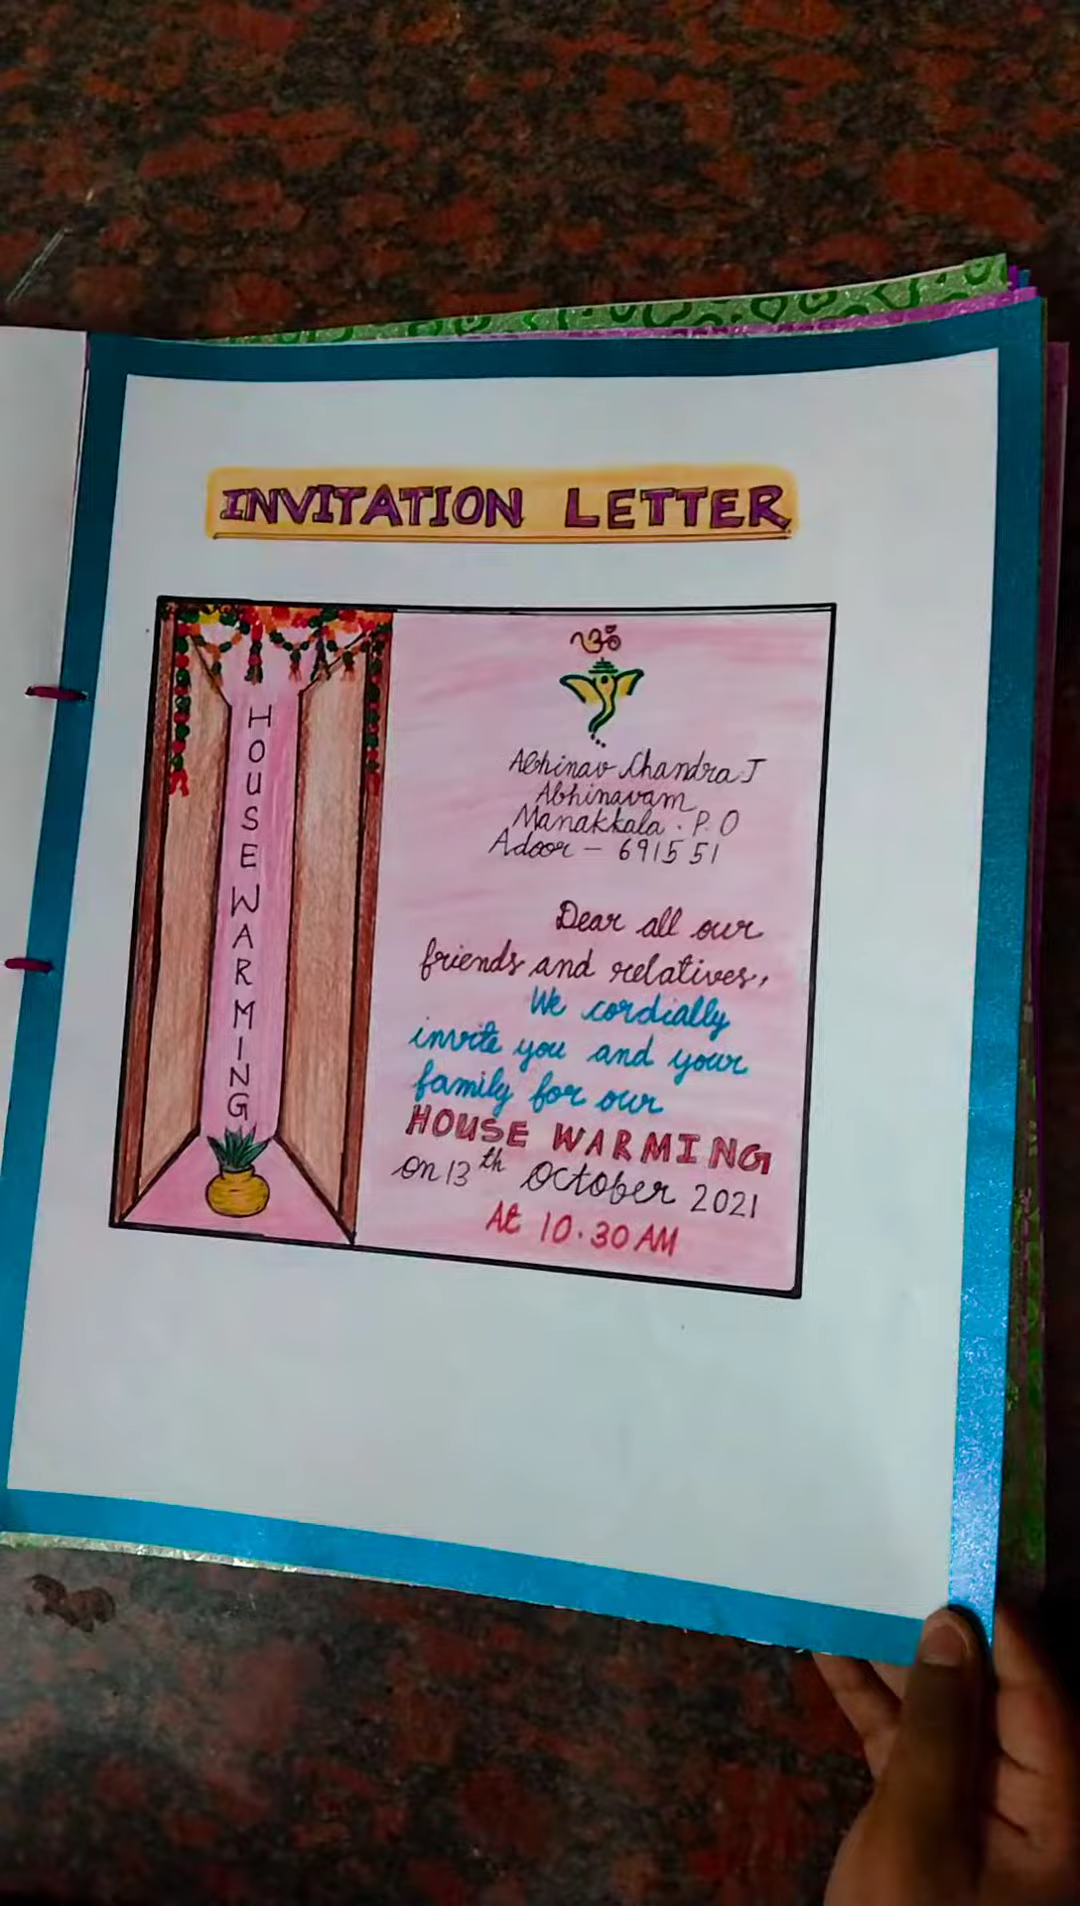 INVITATION LETTER
HOUSE WARMING
ॐ
Abhinav Chandra J
Abhinavam
Manakkala . P. O
Adoor - 691551
Dear all our
friends and relatives,
We cordially
invite you and your
family for our
HOUSE WARMING
on 13th October 2021
At 10.30 AM